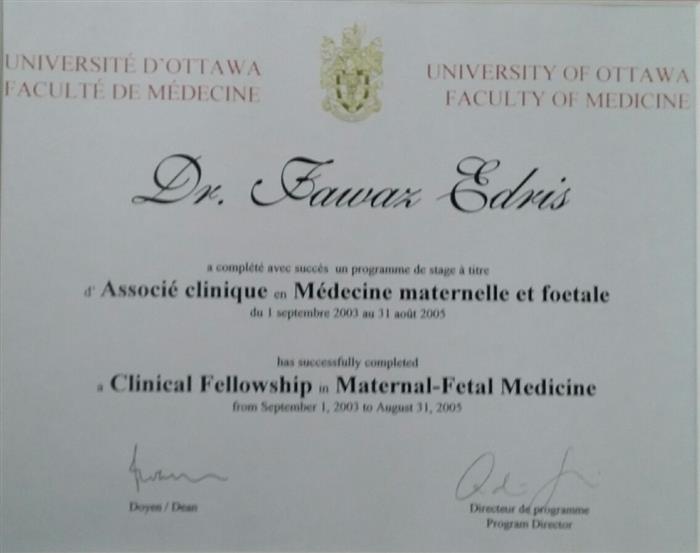 UNIVERSITÉ D'OTTAWA
FACULTÉ DE MÉDECINE
UNIVERSITY OF OTTAWA
FACULTY OF MEDICINE
Dr. Fawaz Edris
a complété avec succès un programme de stage à titre
d' Associé clinique en Médecine maternelle et foetale
du 1 septembre 2003 au 31 août 2005
has successfully completed
a Clinical Fellowship in Maternal-Fetal Medicine
from September 1, 2003 to August 31, 2005
Doyen / Dean
Directeur de programme
Program Director